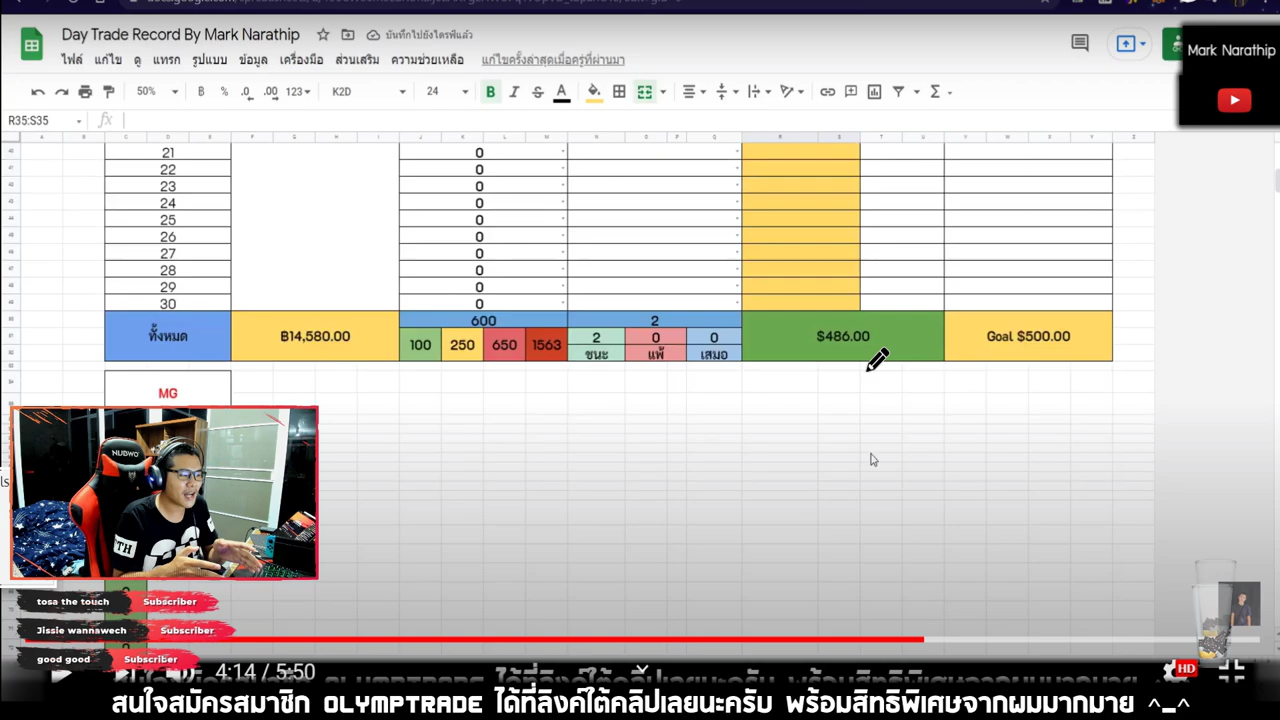 Day Trade Record By Mark Narathip
บันทึกไปยังไดรฟ์แล้ว
Mark Narathip
ไฟล์ แก้ไข ดู แทรก รูปแบบ ข้อมูล เครื่องมือ ส่วนเสริม ความช่วยเหลือ แก้ไขครั้งล่าสุดเมื่อครู่ที่ผ่านมา
50% % .0 .00 123 K2D 24 B I S A
R35:S35 fx
21 0
22 0
23 0
24 0
25 0
26 0
27 0
28 0
29 0
30 0
ทั้งหมด ฿14,580.00 600 2 $486.00 Goal $500.00
100 250 650 1563 2 0 0
ชนะ แพ้ เสมอ
MG
NUBWO
TH
tosa the touch Subscriber
Jissie wannawech Subscriber
good good Subscriber
4:14 / 5:50
HD
สนใจสมัครสมาชิก OLYMPTRADE ได้ที่ลิงค์ใต้คลิปเลยนะครับ พร้อมสิทธิพิเศษจากผมมากมาย ^_^